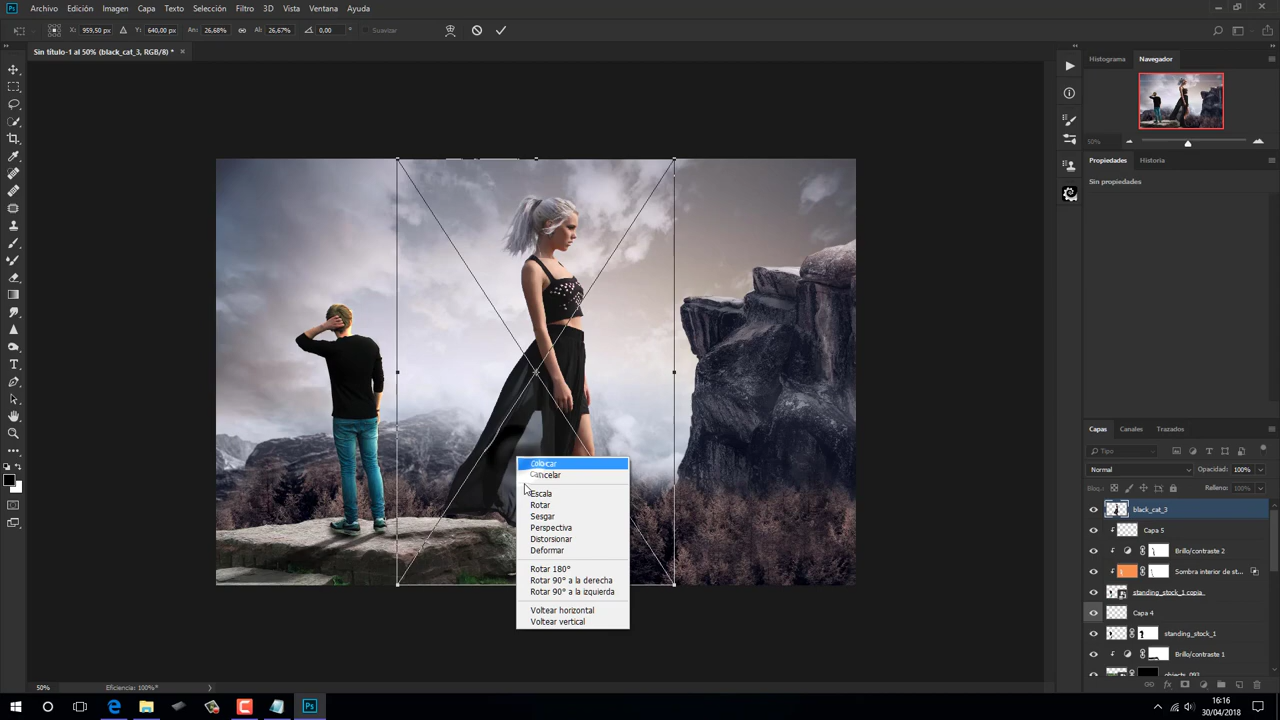 Ps Archivo Edición Imagen Capa Texto Selección Filtro 3D Vista Ventana Ayuda
X: 959,50 px Y: 640,00 px An: 26,68% Al: 26,67% 0,00 ° Suavizar
Sin título-1 al 50% (black_cat_3, RGB/8) * ×
Histograma Navegador
50%
Propiedades Historia
Sin propiedades
Colocar
Cancelar
Escala
Rotar
Sesgar
Perspectiva
Distorsionar
Deformar
Rotar 180°
Rotar 90° a la derecha
Rotar 90° a la izquierda
Voltear horizontal
Voltear vertical
Capas Canales Trazados
Tipo
Normal Opacidad: 100%
Bloq.: Relleno: 100%
black_cat_3
Capa 5
Brillo/contraste 2
Sombra interior de st...
standing_stock_1 copia
Capa 4
standing_stock_1
Brillo/contraste 1
objects_093
50% Eficiencia: 100%*
Ps
16:16
30/04/2018